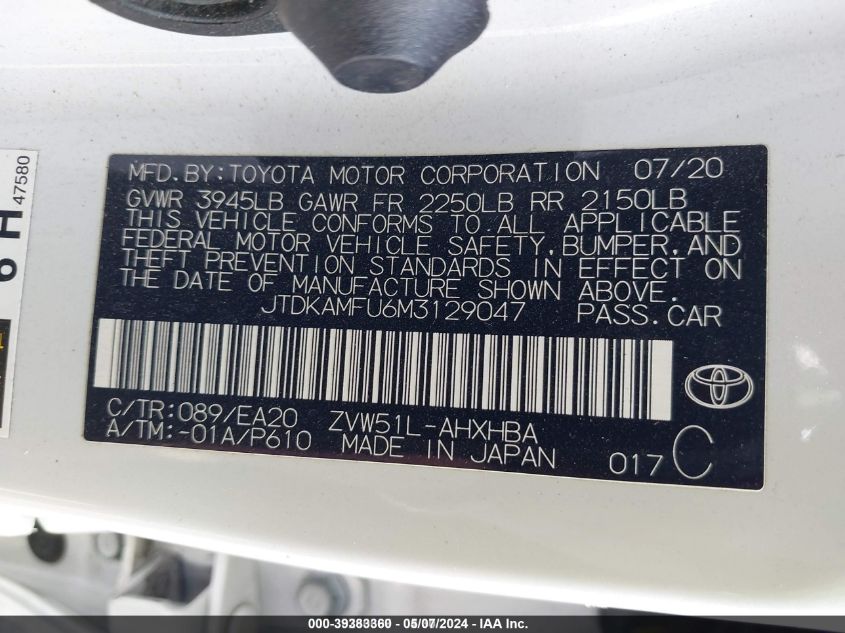 MFD.BY:TOYOTA MOTOR CORPORATION 07/20
GVWR 3945LB GAWR FR 2250LB RR 2150LB
THIS VEHICLE CONFORMS TO ALL APPLICABLE
FEDERAL MOTOR VEHICLE SAFETY,BUMPER,AND
THEFT PREVENTION STANDARDS IN EFFECT ON
THE DATE OF MANUFACTURE SHOWN ABOVE.
JTDKAMFU6M3129047 PASS.CAR
C/TR:089/EA20 ZVW51L-AHXHBA
A/TM:-01A/P610 MADE IN JAPAN 017 C
47580
6 H